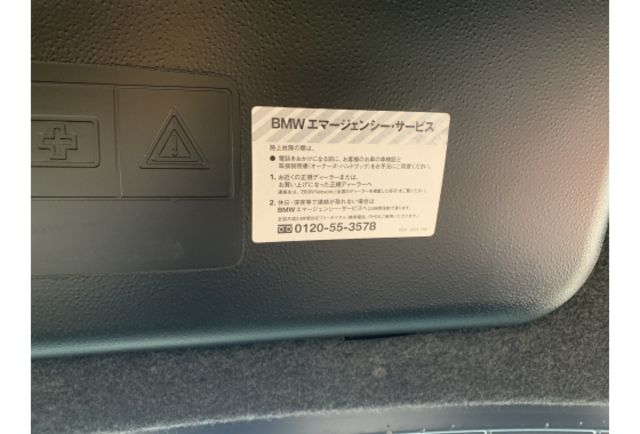 BMW エマージェンシー・サービス
路上故障の際は、
● 電話をおかけになる前に、お客様のお車の車検証と
取扱説明書(オーナーズ・ハンドブック)をお手元にご用意ください。
1. お近くの正規ディーラーまたは、
お買い上げになった正規ディーラーへ
2. 休日・深夜等で連絡が取れない場合は
BMW エマージェンシー・サービスへ
0120-55-3578